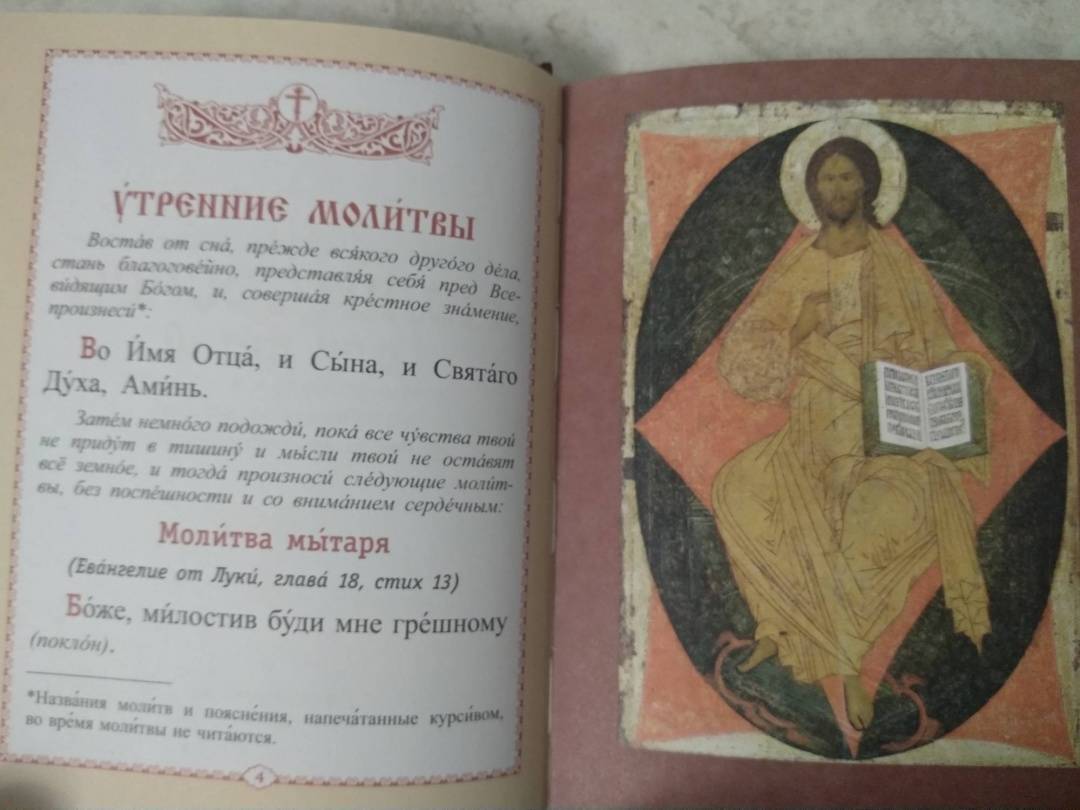 У́ТРЕННИЕ МОЛИ́ТВЫ
Воста́в от сна́, пре́жде вся́кого друго́го де́ла,
стань благогове́йно, представля́я себя́ пред Все-
ви́дящим Бо́гом, и, соверша́я кре́стное зна́мение,
произнеси́*:
Во И́мя Отца́, и Сы́на, и Свята́го
Ду́ха, Ами́нь.
Зате́м немно́го подожди́, пока́ все чу́вства твои́
не приду́т в тишину́ и мы́сли твои́ не оста́вят
всё земно́е, и тогда́ произноси́ сле́дующие моли́т-
вы, без поспе́шности и со внима́нием серде́чным:
Моли́тва мы́таря
(Ева́нгелие от Луки́, глава́ 18, стих 13)
Бо́же, ми́лостив бу́ди мне гре́шному
(покло́н).
*Назва́ния моли́тв и поясне́ния, напеча́танные курси́вом,
во вре́мя моли́твы не чита́ются.
4